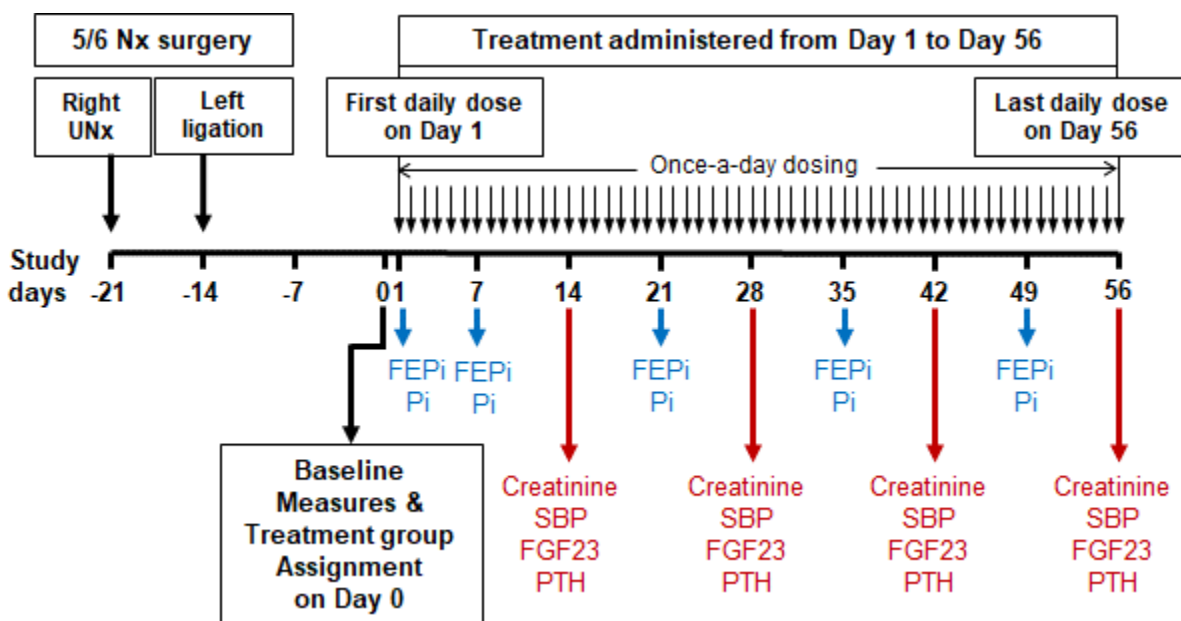 5/6 Nx surgery
Treatment administered from Day 1 to Day 56
Right
UNx
Left
ligation
First daily dose
on Day 1
Last daily dose
on Day 56
Once-a-day dosing
Study
days
-21 -14 -7 0 1 7 14 21 28 35 42 49 56
FEPi
Pi
FEPi
Pi
FEPi
Pi
FEPi
Pi
FEPi
Pi
Baseline
Measures &
Treatment group
Assignment
on Day 0
Creatinine
SBP
FGF23
PTH
Creatinine
SBP
FGF23
PTH
Creatinine
SBP
FGF23
PTH
Creatinine
SBP
FGF23
PTH